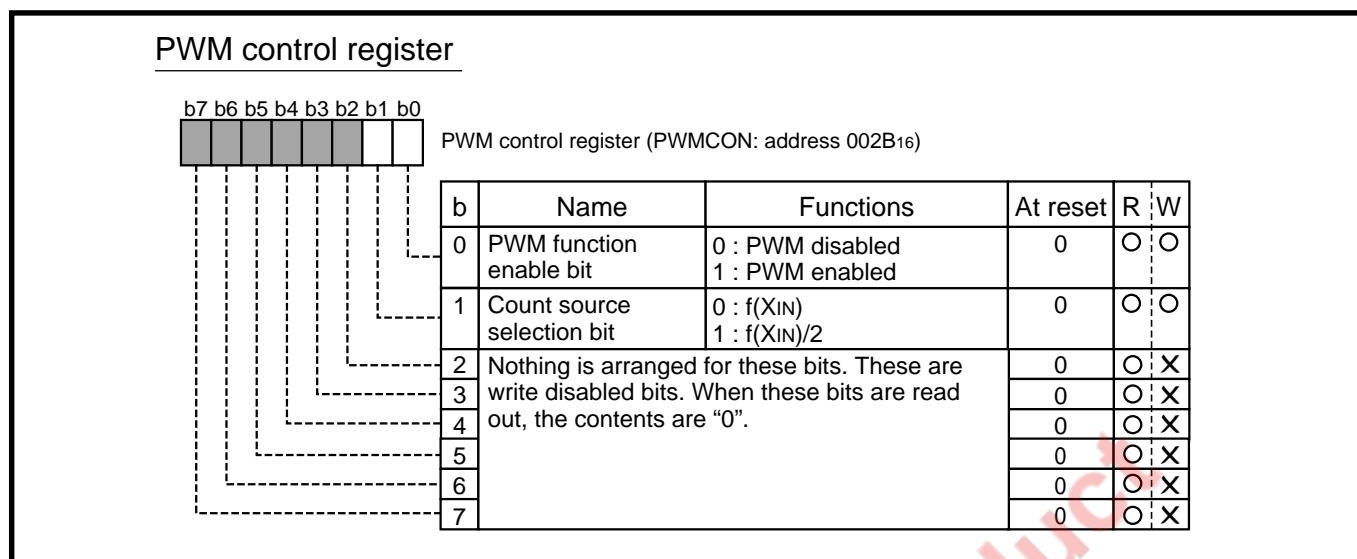 PWM control register
b7 b6 b5 b4 b3 b2 b1 b0
PWM control register (PWMCON: address 002B16)
b Name Functions At reset R W
0 PWM function enable bit 0 : PWM disabled 0 O O
1 : PWM enabled
1 Count source selection bit 0 : f(XIN) 0 O O
1 : f(XIN)/2
2 Nothing is arranged for these bits. These are 0 O X
3 write disabled bits. When these bits are read 0 O X
4 out, the contents are “0”. 0 O X
5 0 O X
6 0 O X
7 0 O X